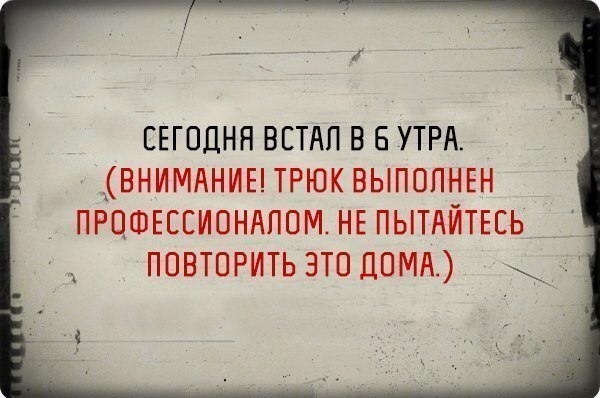 СЕГОДНЯ ВСТАЛ В 6 УТРА.
(ВНИМАНИЕ! ТРЮК ВЫПОЛНЕН
ПРОФЕССИОНАЛОМ. НЕ ПЫТАЙТЕСЬ
ПОВТОРИТЬ ЭТО ДОМА.)